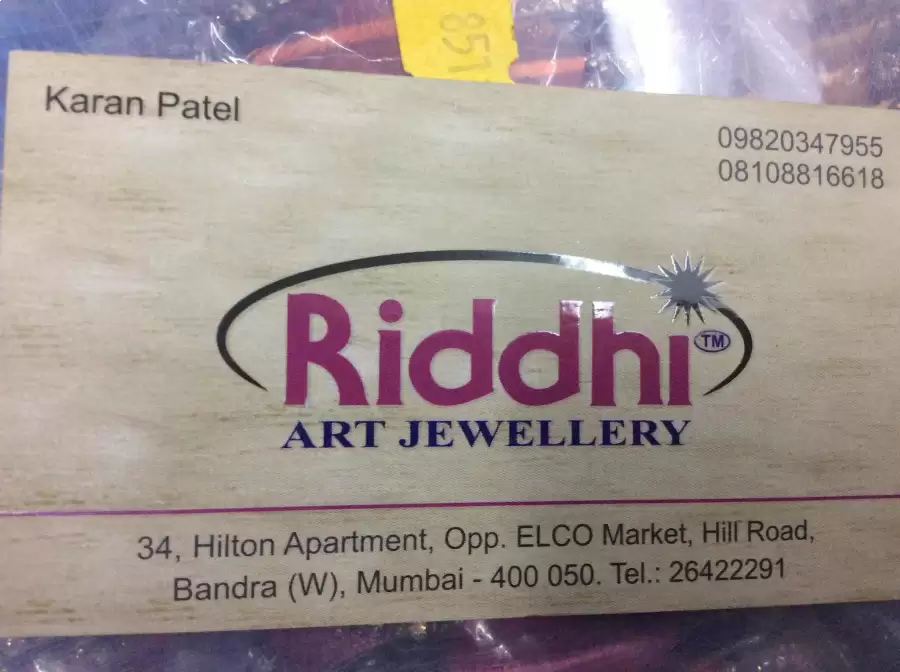 851
Karan Patel
09820347955
08108816618
Riddhi TM
ART JEWELLERY
34, Hilton Apartment, Opp. ELCO Market, Hill Road,
Bandra (W), Mumbai - 400 050. Tel.: 26422291